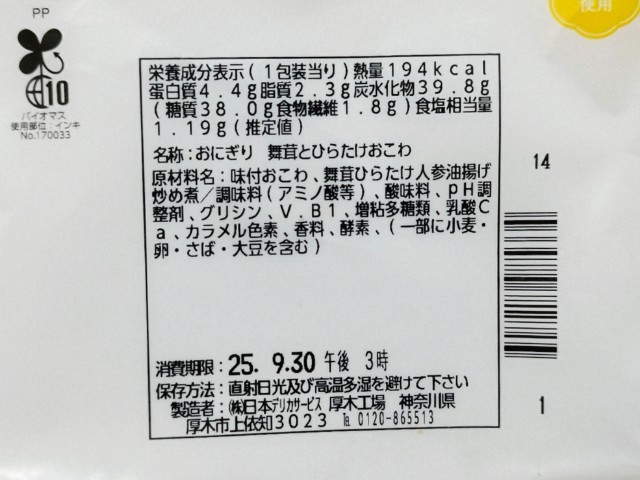 PP
使用
10
バイオマス
使用部位：インキ
No.170033
栄養成分表示(1包装当り)熱量194kcal
蛋白質4.4g脂質2.3g炭水化物39.8g
(糖質38.0g食物繊維1.8g)食塩相当量
1.19g(推定値)
名称：おにぎり 舞茸とひらたけおこわ
原材料名：味付おこわ、舞茸ひらたけ人参油揚げ
炒め煮／調味料(アミノ酸等)、酸味料、pH調
整剤、グリシン、V.B1、増粘多糖類、乳酸C
a、カラメル色素、香料、酵素、(一部に小麦・
卵・さば・大豆を含む)
14
消費期限：25. 9.30 午後 3時
保存方法：直射日光及び高温多湿を避けて下さい
製造者：㈱日本デリカサービス 厚木工場 神奈川県
厚木市上依知3023 ℡ 0120-865513
1